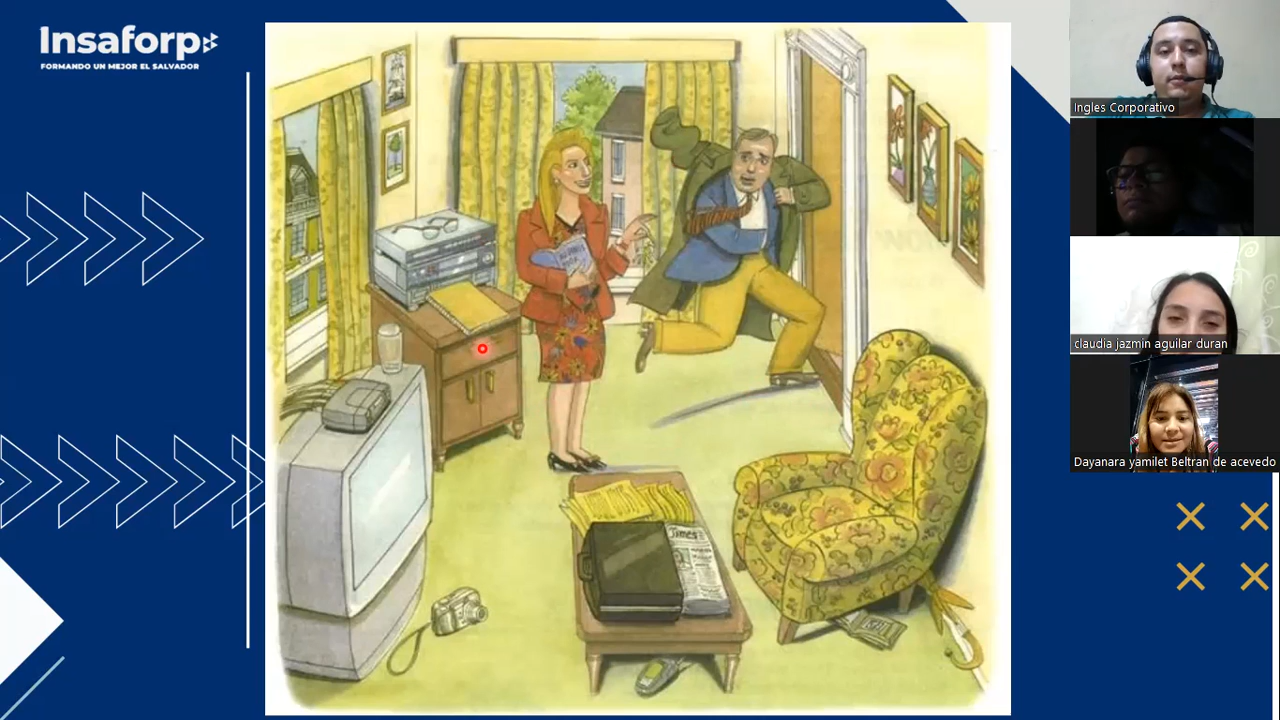 Insaforp
FORMANDO UN MEJOR EL SALVADOR
Times
Ingles Corporativo
claudia jazmin aguilar duran
Dayanara yamilet Beltran de acevedo